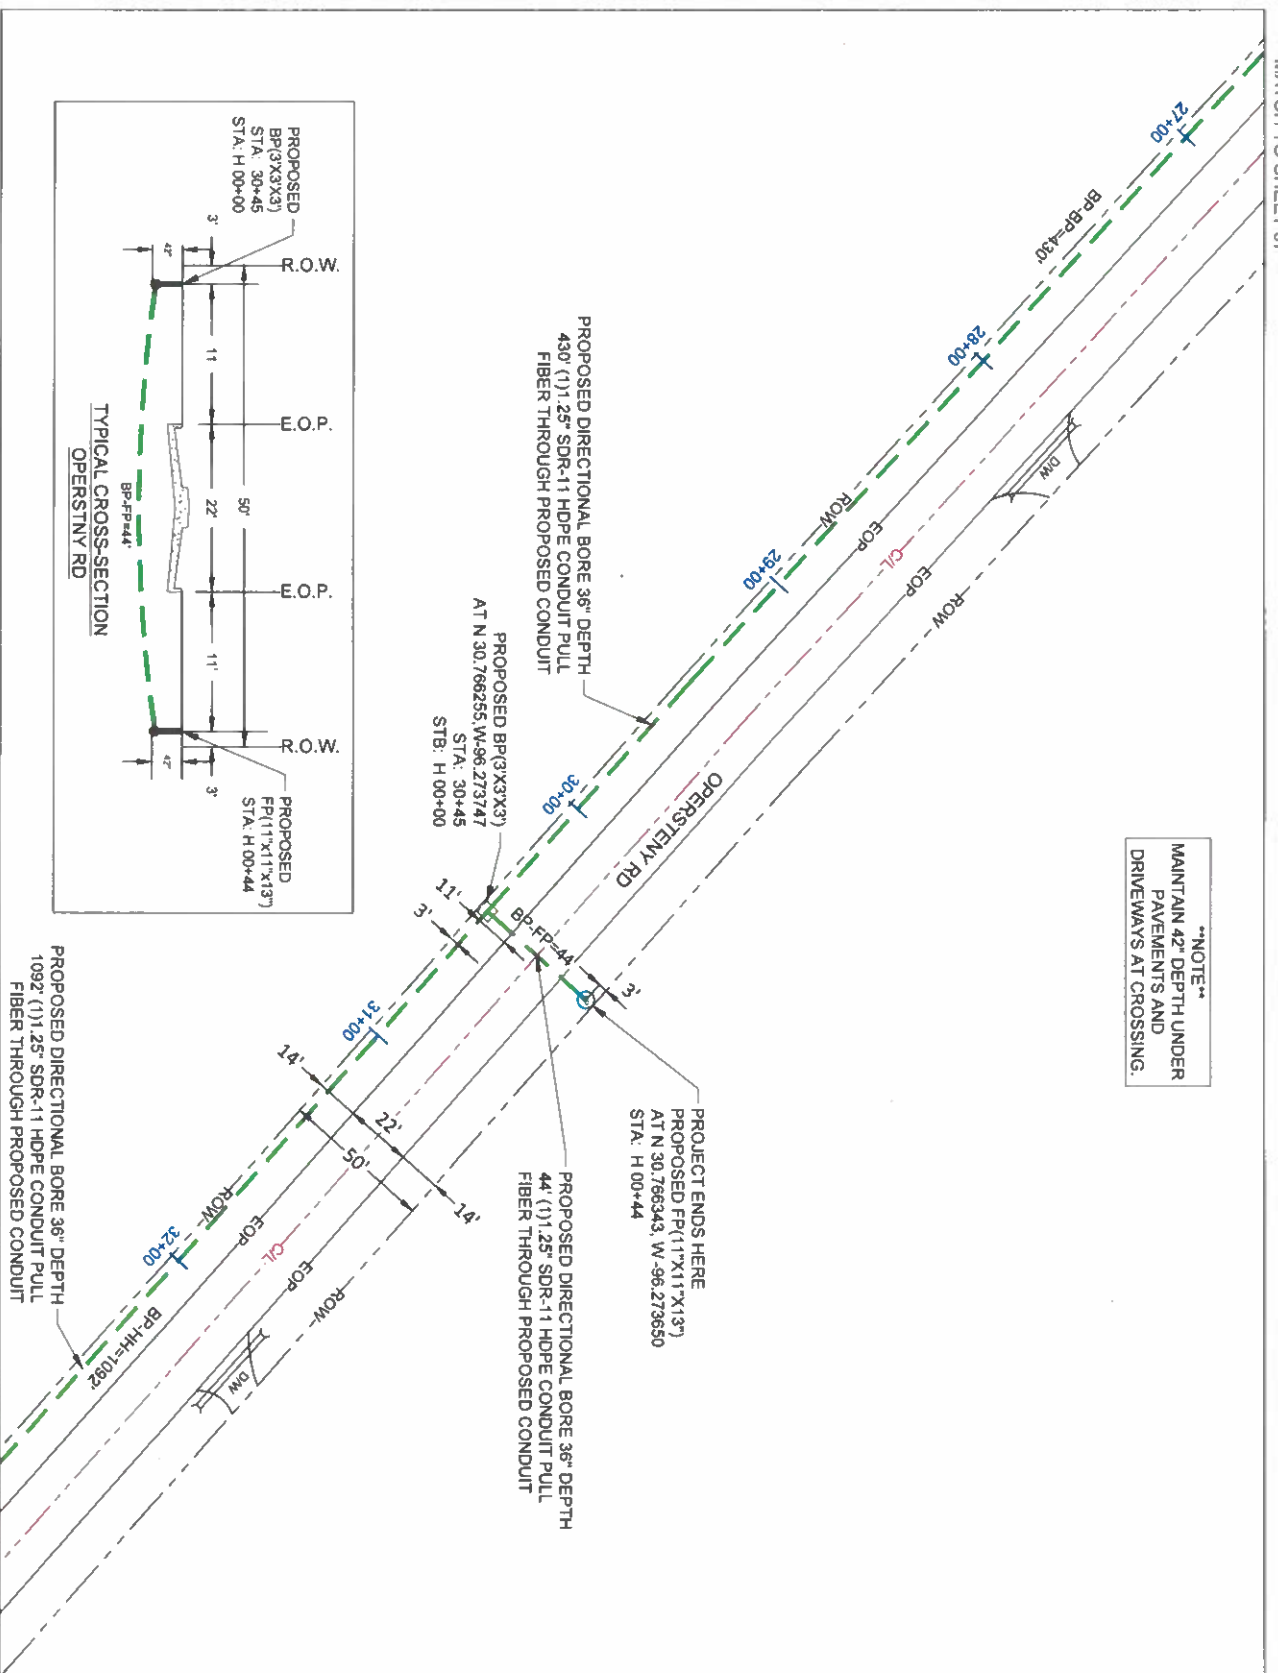 27+00
BP-BP=430'
28+00
D/W
ROW
EOP
C/L
EOP
ROW
29+00
PROPOSED DIRECTIONAL BORE 36" DEPTH
430' (1)1.25" SDR-11 HDPE CONDUIT PULL
FIBER THROUGH PROPOSED CONDUIT
30+00
OPERSTENY RD
**NOTE**
MAINTAIN 42" DEPTH UNDER
PAVEMENTS AND
DRIVEWAYS AT CROSSING.
PROPOSED BP(3'X3'X3')
AT N 30.766255,W-96.273747
STA: 30+45
STB: H 00+00
11'
3'
BP-FP=44'
3'
31+00
PROJECT ENDS HERE
PROPOSED FP(11"X11"X13")
AT N 30.766343, W -96.273650
STA: H 00+44
PROPOSED DIRECTIONAL BORE 36" DEPTH
44' (1)1.25" SDR-11 HDPE CONDUIT PULL
FIBER THROUGH PROPOSED CONDUIT
14'
22'
50'
14'
32+00
ROW
EOP
C/L
EOP
ROW
BP-HH=1092'
D/W
PROPOSED DIRECTIONAL BORE 36" DEPTH
1092' (1)1.25" SDR-11 HDPE CONDUIT PULL
FIBER THROUGH PROPOSED CONDUIT
PROPOSED
BP(3'X3'X3')
STA: 30+45
STA: H 00+00
R.O.W.
E.O.P.
E.O.P.
R.O.W.
50'
3'
11
22'
11'
3'
42"
42"
PROPOSED
FP(11"x11"x13")
STA: H 00+44
BP-FP=44'
TYPICAL CROSS-SECTION
OPERSTNY RD